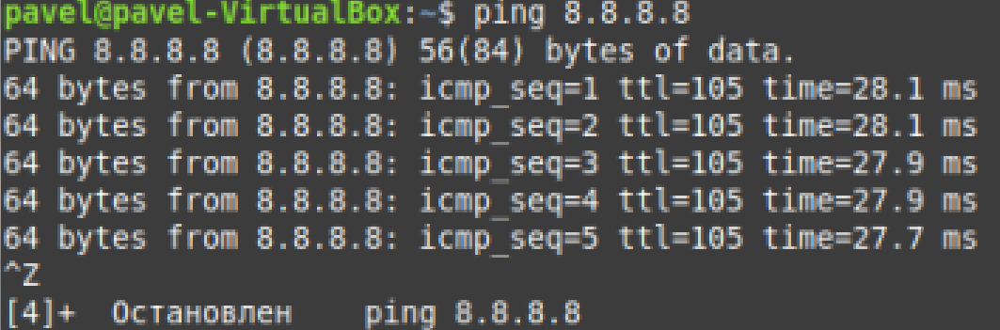 pavel@pavel-VirtualBox:~$ ping 8.8.8.8
PING 8.8.8.8 (8.8.8.8) 56(84) bytes of data.
64 bytes from 8.8.8.8: icmp_seq=1 ttl=105 time=28.1 ms
64 bytes from 8.8.8.8: icmp_seq=2 ttl=105 time=28.1 ms
64 bytes from 8.8.8.8: icmp_seq=3 ttl=105 time=27.9 ms
64 bytes from 8.8.8.8: icmp_seq=4 ttl=105 time=27.9 ms
64 bytes from 8.8.8.8: icmp_seq=5 ttl=105 time=27.7 ms
^Z
[4]+  Остановлен    ping 8.8.8.8